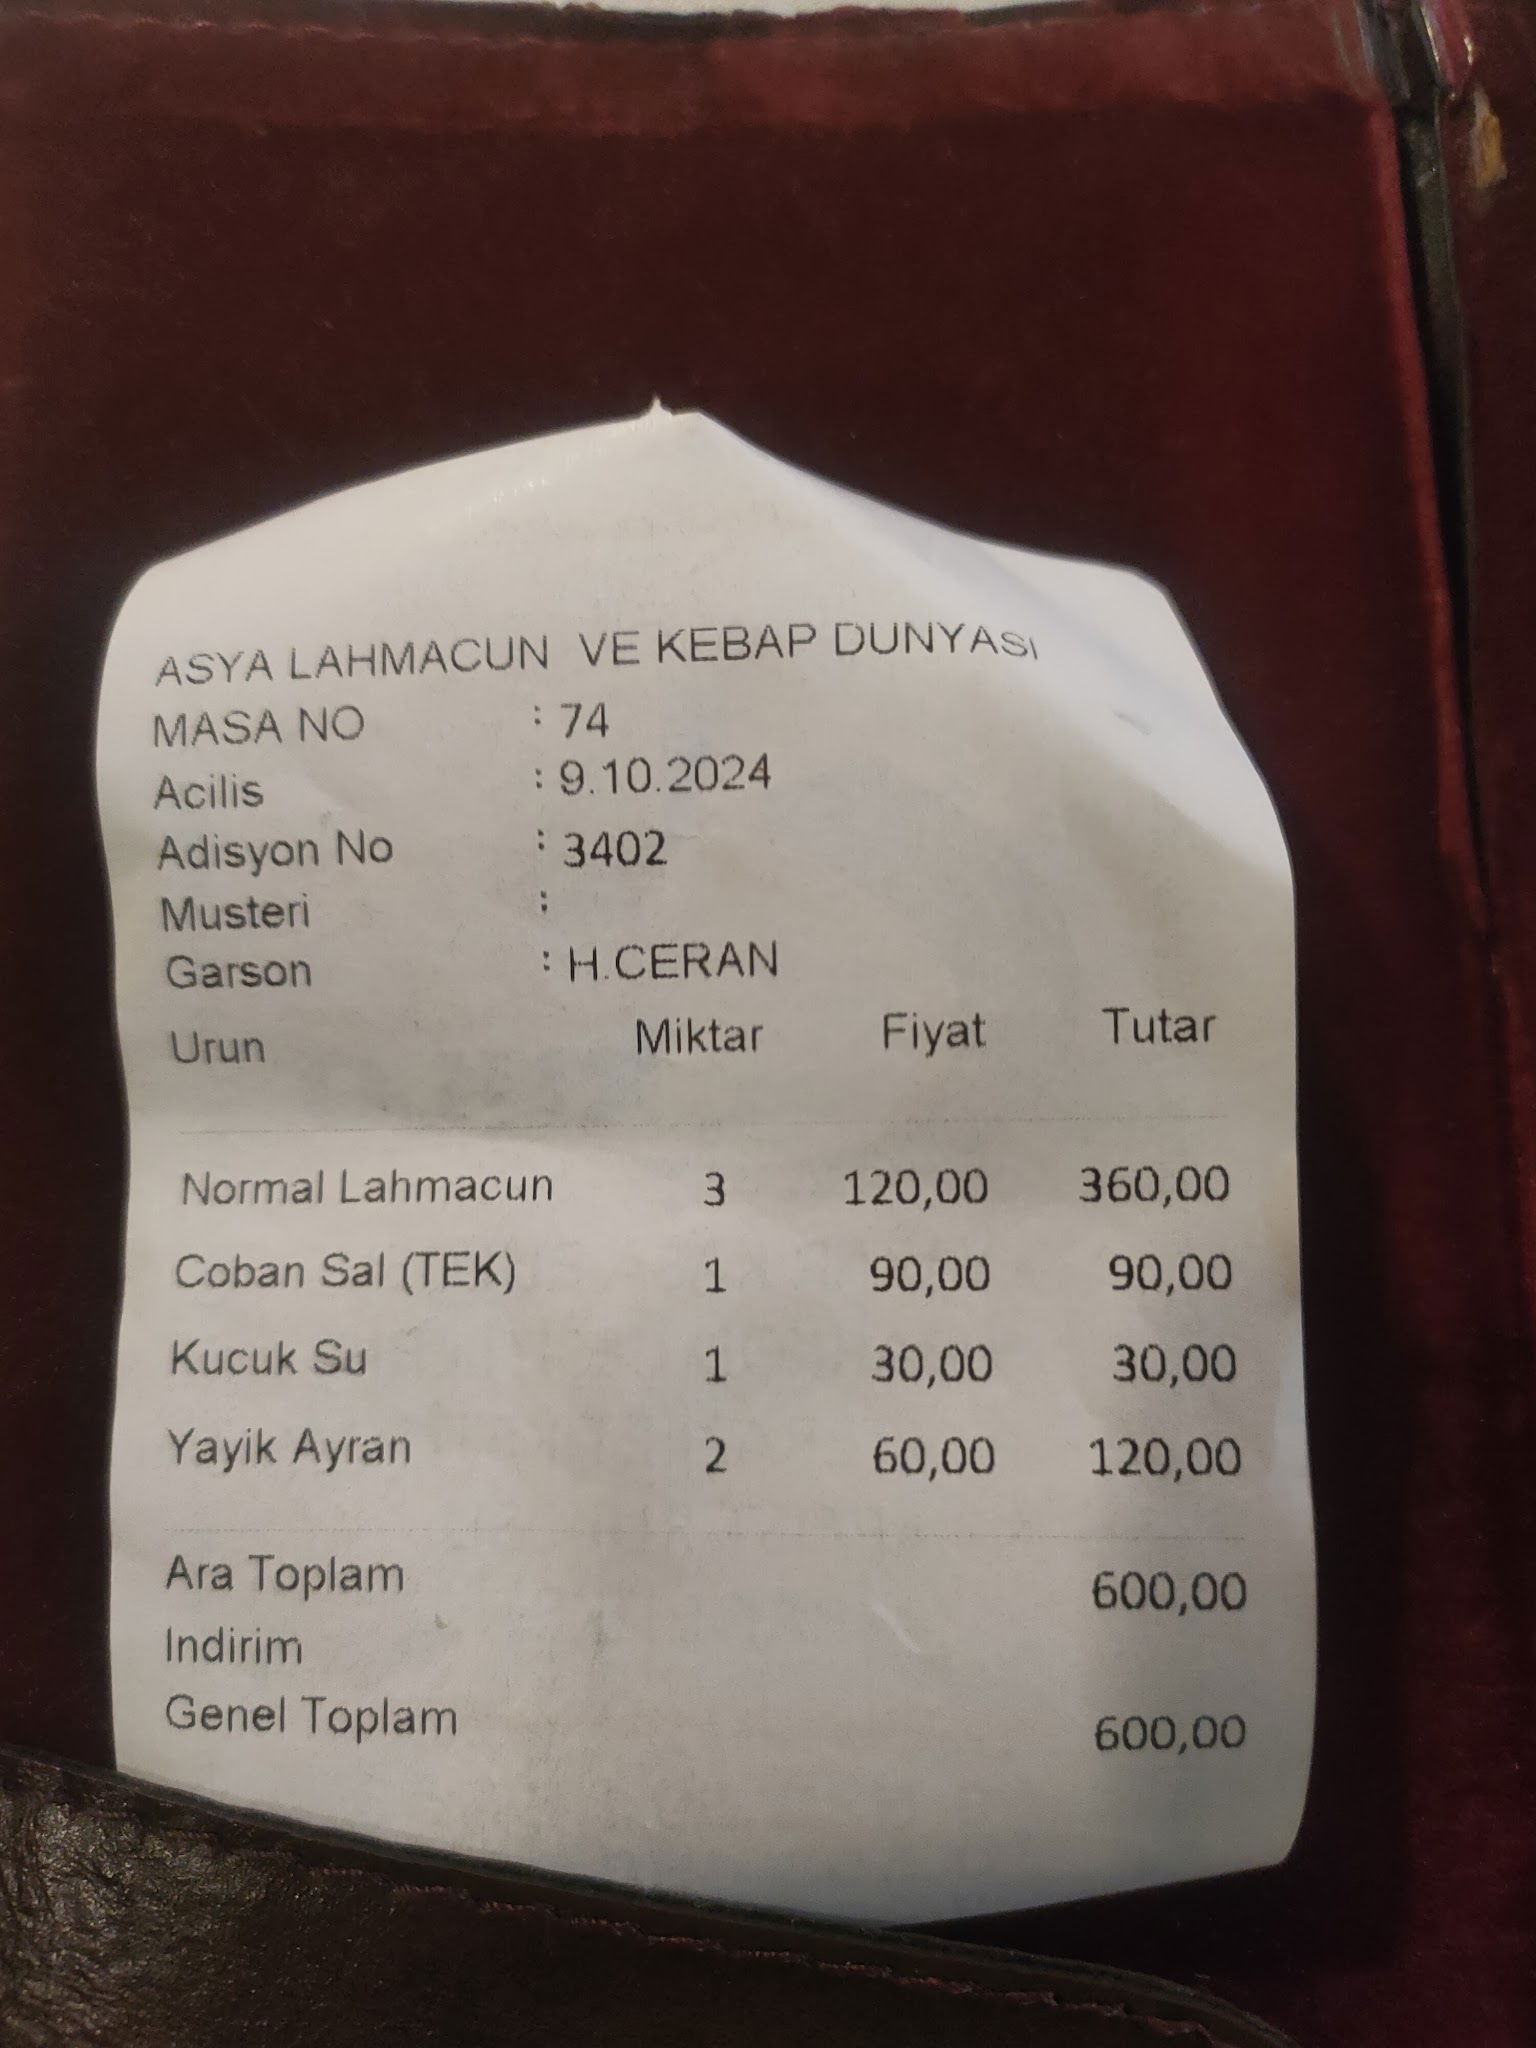 ASYA LAHMACUN VE KEBAP DUNYASI
MASA NO : 74
Acilis : 9.10.2024
Adisyon No : 3402
Musteri :
Garson : H.CERAN
Urun Miktar Fiyat Tutar
Normal Lahmacun 3 120,00 360,00
Coban Sal (TEK) 1 90,00 90,00
Kucuk Su 1 30,00 30,00
Yayik Ayran 2 60,00 120,00
Ara Toplam 600,00
Indirim
Genel Toplam 600,00